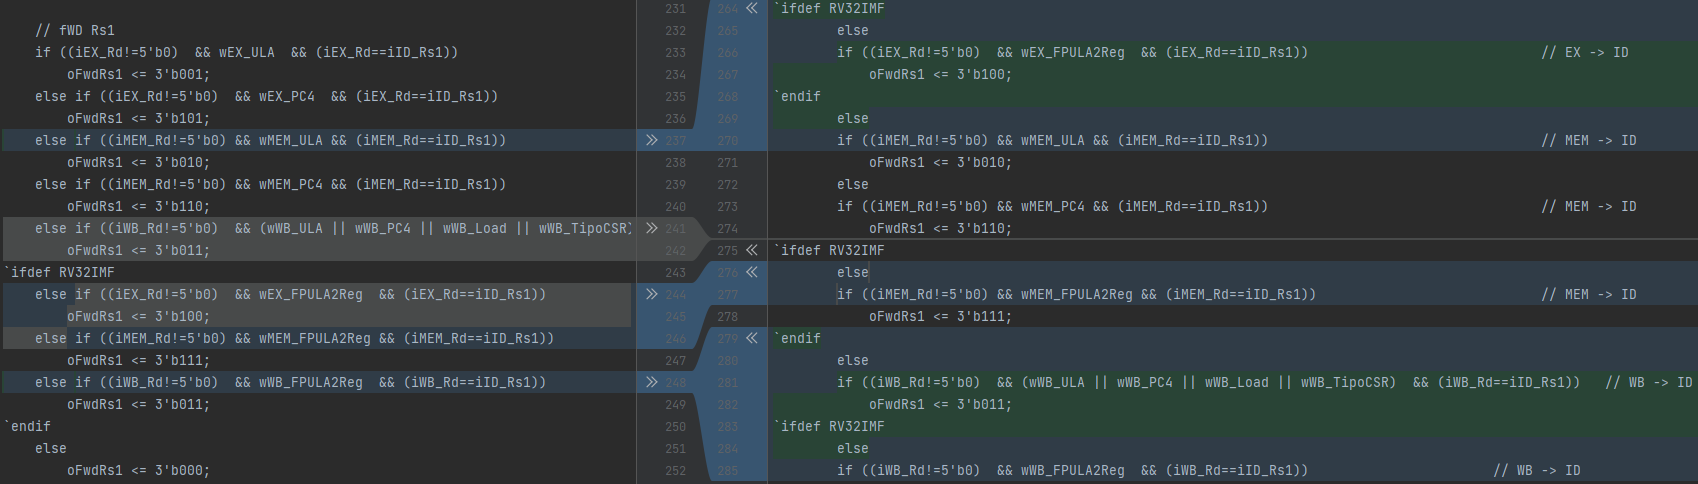 231
// fWD Rs1 232
if ((iEX_Rd!=5'b0)  && wEX_ULA  && (iEX_Rd==iID_Rs1)) 233
oFwdRs1 <= 3'b001; 234
else if ((iEX_Rd!=5'b0)  && wEX_PC4  && (iEX_Rd==iID_Rs1)) 235
oFwdRs1 <= 3'b101; 236
else if ((iMEM_Rd!=5'b0) && wMEM_ULA && (iMEM_Rd==iID_Rs1)) » 237
oFwdRs1 <= 3'b010; 238
else if ((iMEM_Rd!=5'b0) && wMEM_PC4 && (iMEM_Rd==iID_Rs1)) 239
oFwdRs1 <= 3'b110; 240
else if ((iWB_Rd!=5'b0)  && (wWB_ULA || wWB_PC4 || wWB_Load || wWB_TipoCSR) » 241
oFwdRs1 <= 3'b011; 242
`ifdef RV32IMF 243
else if ((iEX_Rd!=5'b0)  && wEX_FPULA2Reg  && (iEX_Rd==iID_Rs1)) » 244
oFwdRs1 <= 3'b100; 245
else if ((iMEM_Rd!=5'b0) && wMEM_FPULA2Reg && (iMEM_Rd==iID_Rs1)) 246
oFwdRs1 <= 3'b111; 247
else if ((iWB_Rd!=5'b0)  && wWB_FPULA2Reg  && (iWB_Rd==iID_Rs1)) » 248
oFwdRs1 <= 3'b011; 249
`endif 250
else 251
oFwdRs1 <= 3'b000; 252
264 « `ifdef RV32IMF
265 else
266 if ((iEX_Rd!=5'b0)  && wEX_FPULA2Reg  && (iEX_Rd==iID_Rs1)) // EX -> ID
267 oFwdRs1 <= 3'b100;
268 `endif
269 else
270 if ((iMEM_Rd!=5'b0) && wMEM_ULA && (iMEM_Rd==iID_Rs1)) // MEM -> ID
271 oFwdRs1 <= 3'b010;
272 else
273 if ((iMEM_Rd!=5'b0) && wMEM_PC4 && (iMEM_Rd==iID_Rs1)) // MEM -> ID
274 oFwdRs1 <= 3'b110;
275 « `ifdef RV32IMF
276 « else
277 if ((iMEM_Rd!=5'b0) && wMEM_FPULA2Reg && (iMEM_Rd==iID_Rs1)) // MEM -> ID
278 oFwdRs1 <= 3'b111;
279 « `endif
280 else
281 if ((iWB_Rd!=5'b0)  && (wWB_ULA || wWB_PC4 || wWB_Load || wWB_TipoCSR)  && (iWB_Rd==iID_Rs1)) // WB -> ID
282 oFwdRs1 <= 3'b011;
283 `ifdef RV32IMF
284 else
285 if ((iWB_Rd!=5'b0)  && wWB_FPULA2Reg  && (iWB_Rd==iID_Rs1)) // WB -> ID